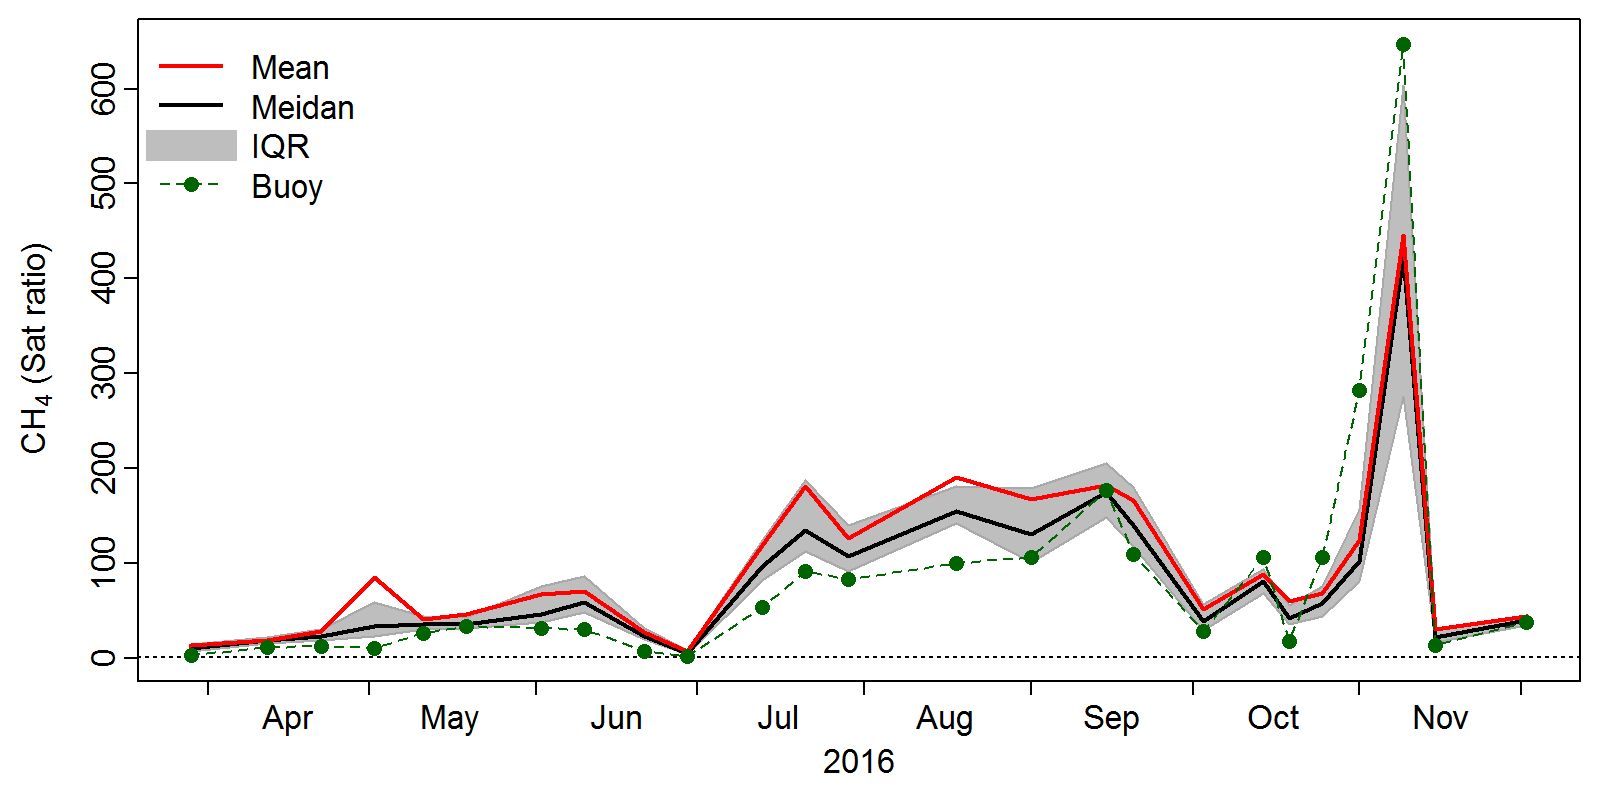 Mean
Meidan
IQR
Buoy
CH₄ (Sat ratio)
600
500
400
300
200
100
0
Apr May Jun Jul Aug Sep Oct Nov
2016